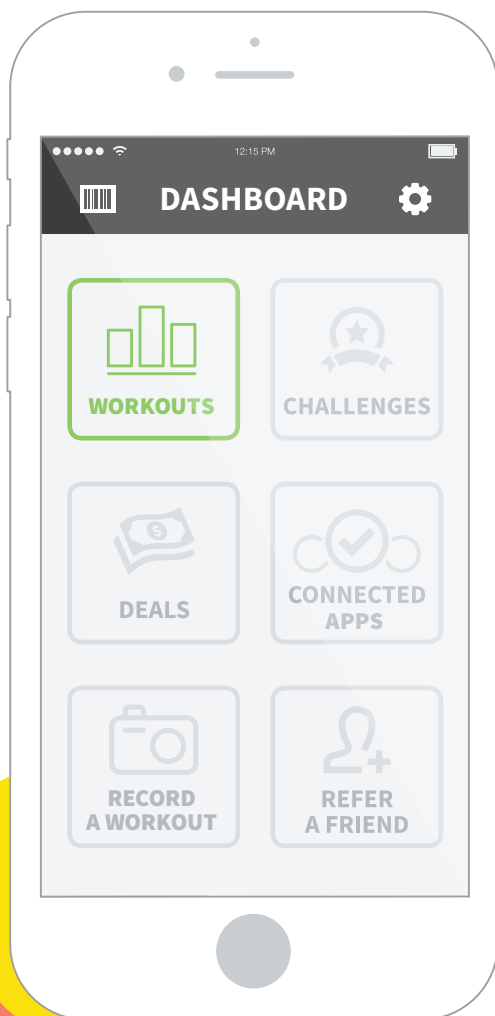 12:15 PM
DASHBOARD
WORKOUTS
CHALLENGES
DEALS
CONNECTED
APPS
RECORD
A WORKOUT
REFER
A FRIEND